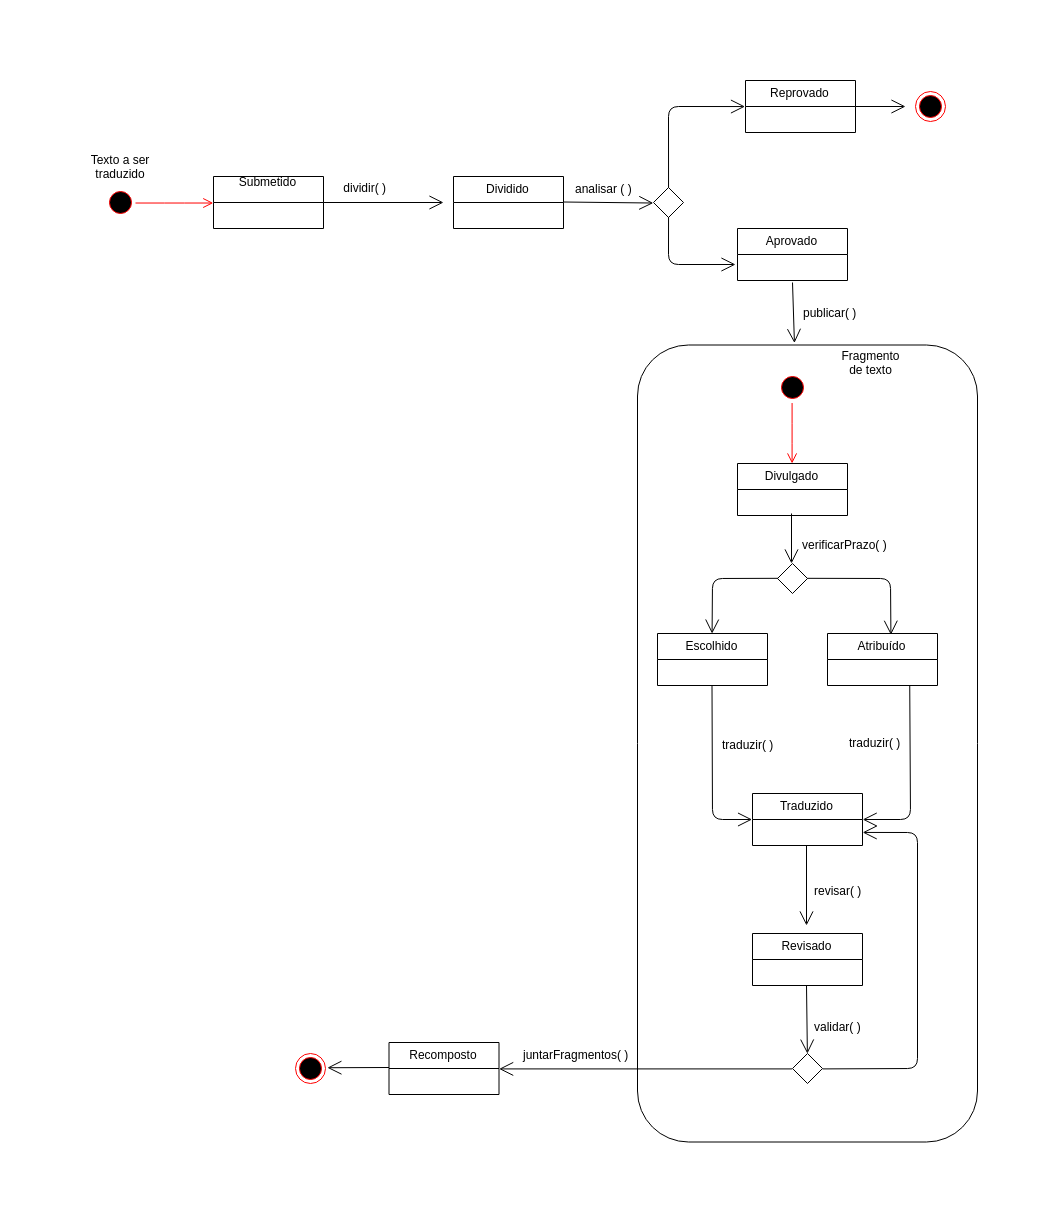 Reprovado
Texto a ser
traduzido
Submetido
dividir( )
Dividido
analisar ( )
Aprovado
publicar( )
Fragmento
de texto
Divulgado
verificarPrazo( )
Escolhido
Atribuído
traduzir( )
traduzir( )
Traduzido
revisar( )
Revisado
validar( )
Recomposto
juntarFragmentos( )